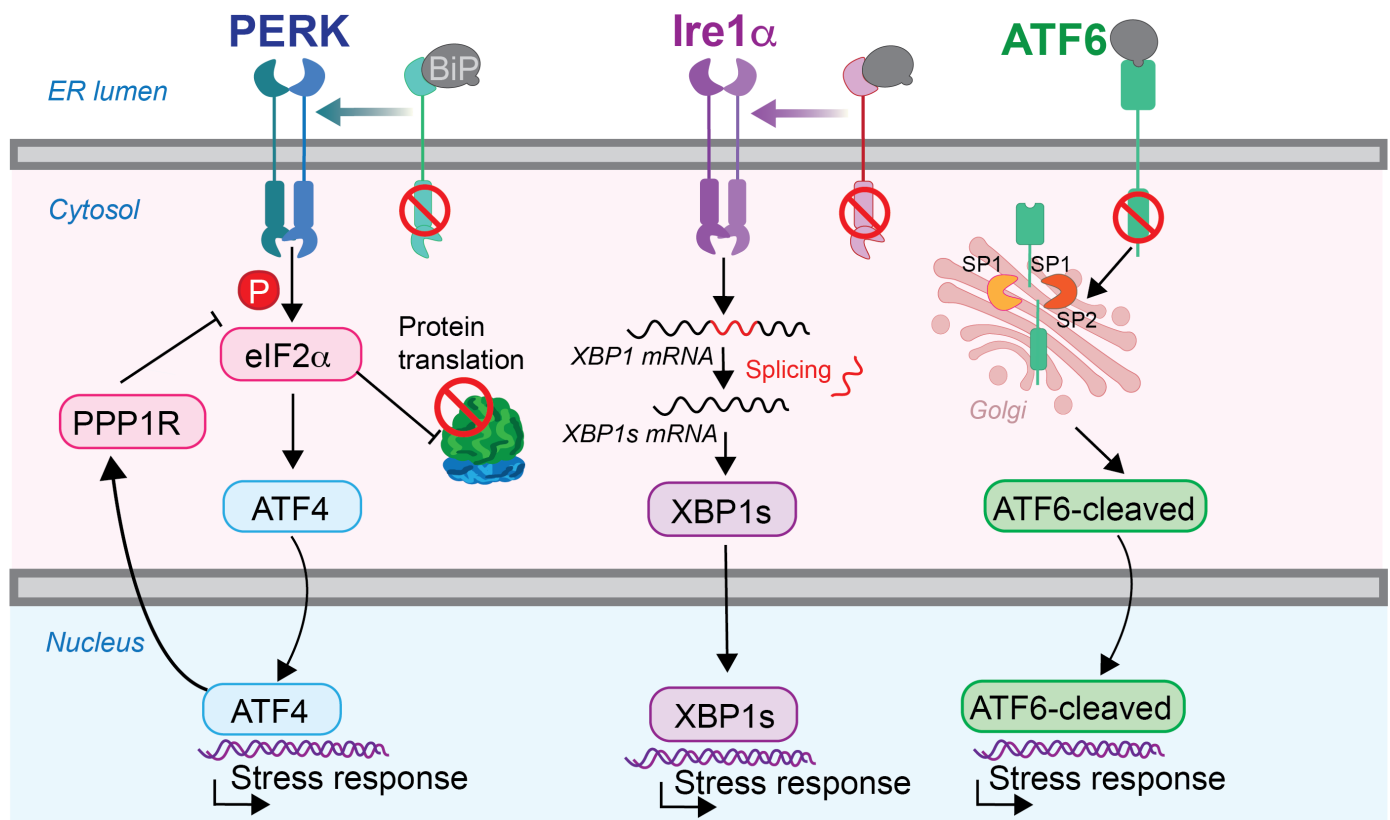 PERK
Ire1α
ATF6
BiP
ER lumen
Cytosol
P
eIF2α
Protein
translation
PPP1R
ATF4
XBP1 mRNA
Splicing
XBP1s mRNA
XBP1s
SP1
SP1
SP2
Golgi
ATF6-cleaved
Nucleus
ATF4
Stress response
XBP1s
Stress response
ATF6-cleaved
Stress response